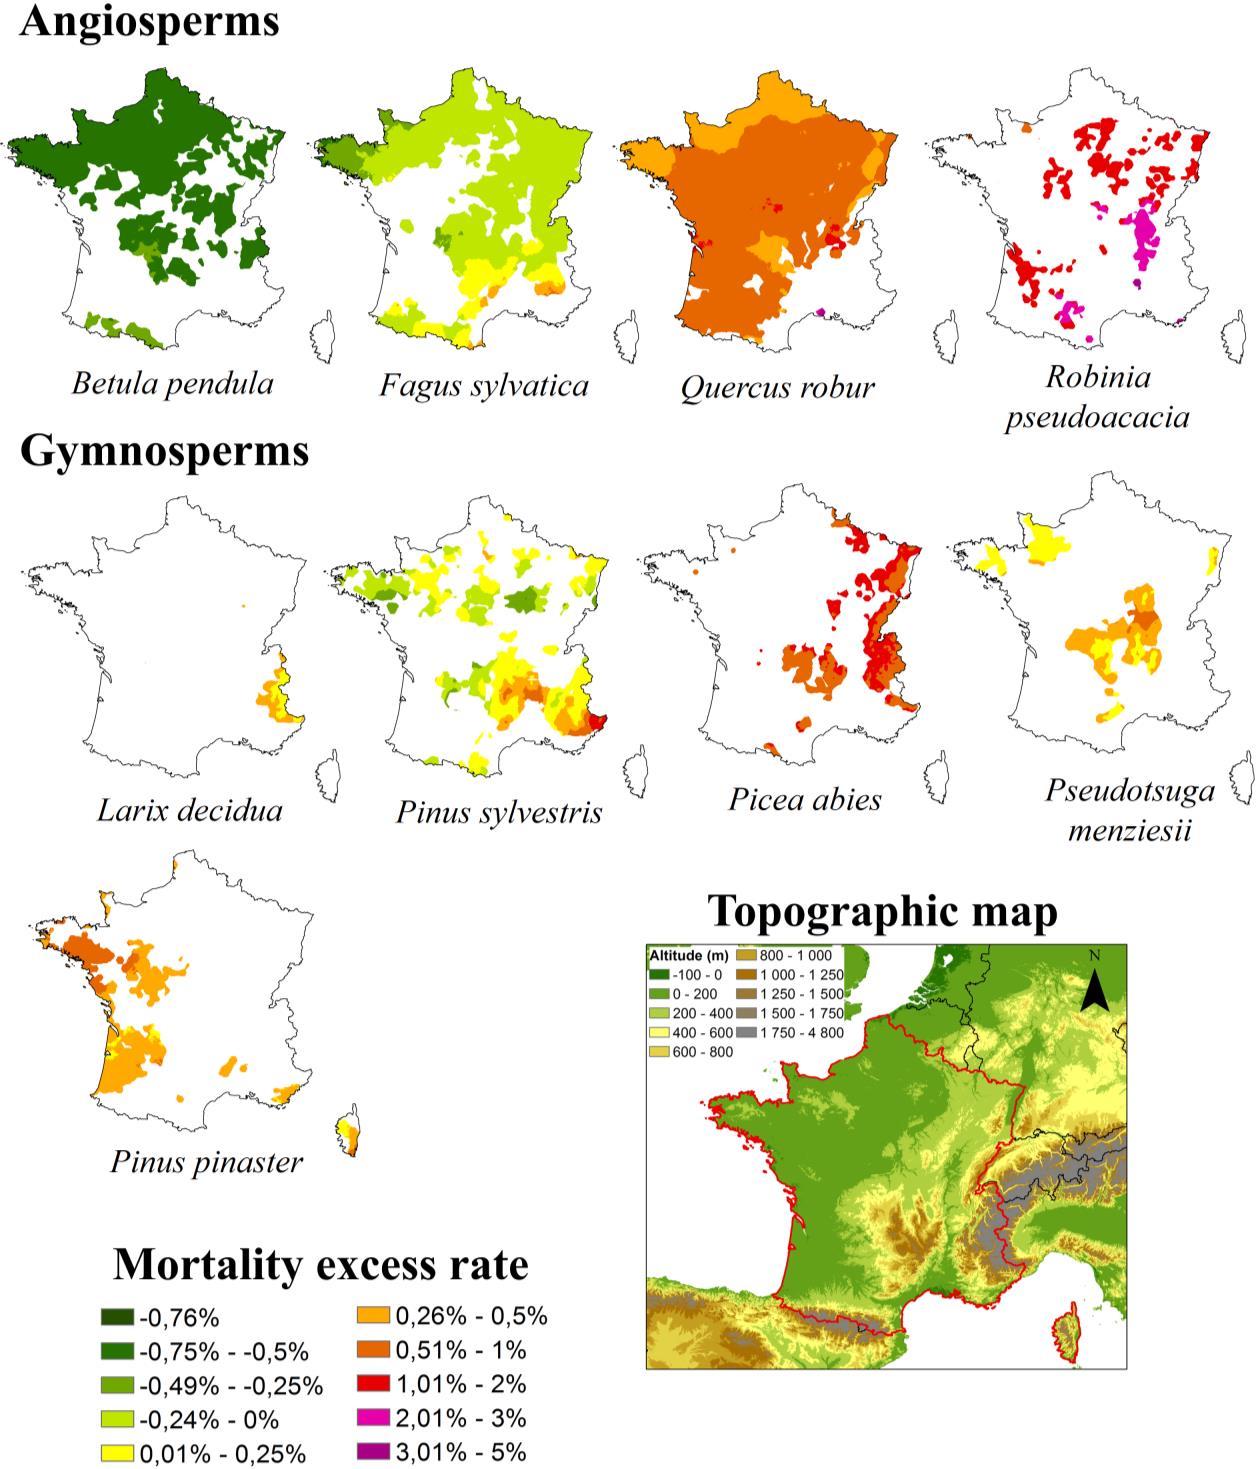 Angiosperms
Betula pendula
Fagus sylvatica
Quercus robur
Robinia
pseudoacacia
Gymnosperms
Larix decidua
Pinus sylvestris
Picea abies
Pseudotsuga
menziesii
Pinus pinaster
Topographic map
Altitude (m)
-100 - 0
0 - 200
200 - 400
400 - 600
600 - 800
800 - 1 000
1 000 - 1 250
1 250 - 1 500
1 500 - 1 750
1 750 - 4 800
N
Mortality excess rate
-0,76%
-0,75% - -0,5%
-0,49% - -0,25%
-0,24% - 0%
0,01% - 0,25%
0,26% - 0,5%
0,51% - 1%
1,01% - 2%
2,01% - 3%
3,01% - 5%